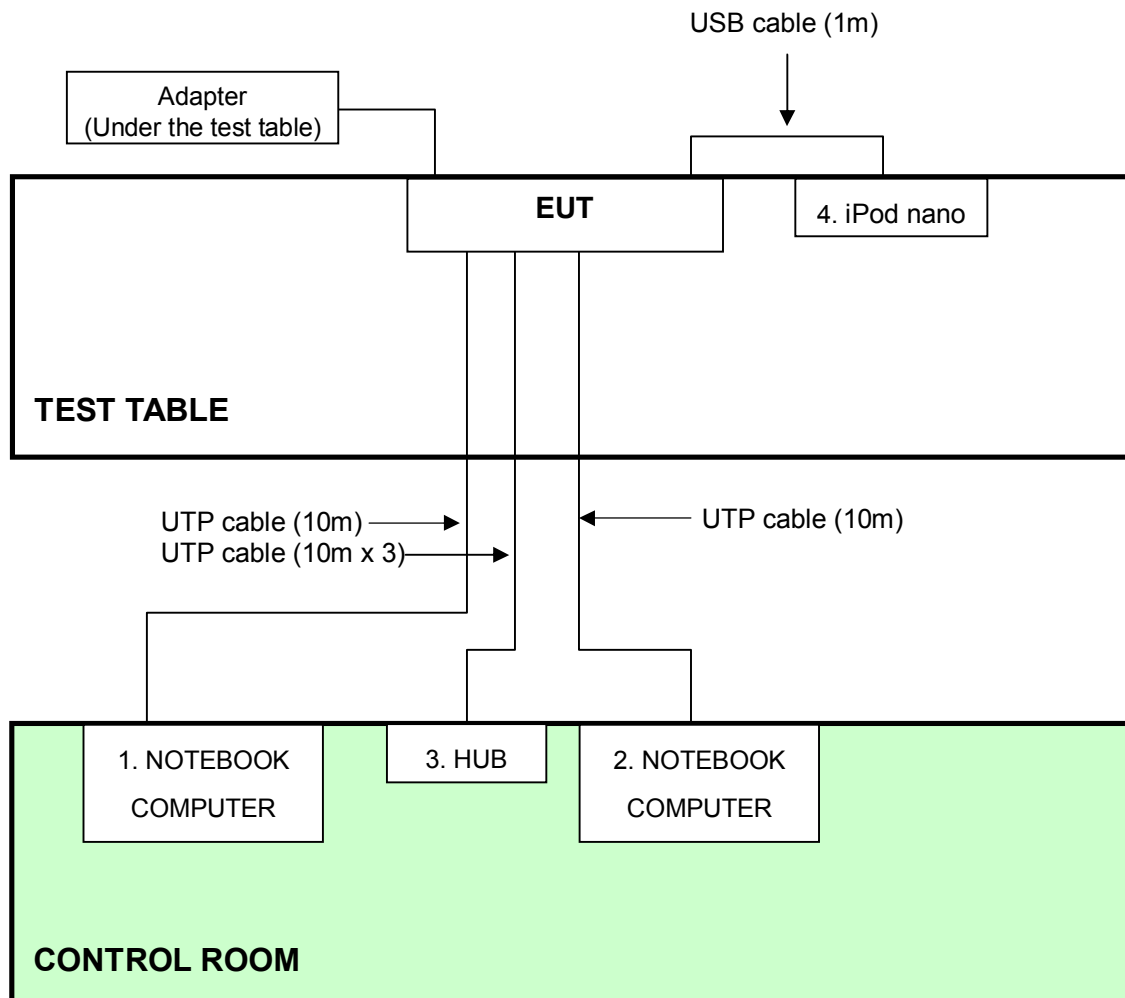 USB cable (1m)
Adapter
(Under the test table)
EUT
4. iPod nano
TEST TABLE
UTP cable (10m)
UTP cable (10m x 3)
UTP cable (10m)
1. NOTEBOOK
COMPUTER
3. HUB
2. NOTEBOOK
COMPUTER
CONTROL ROOM